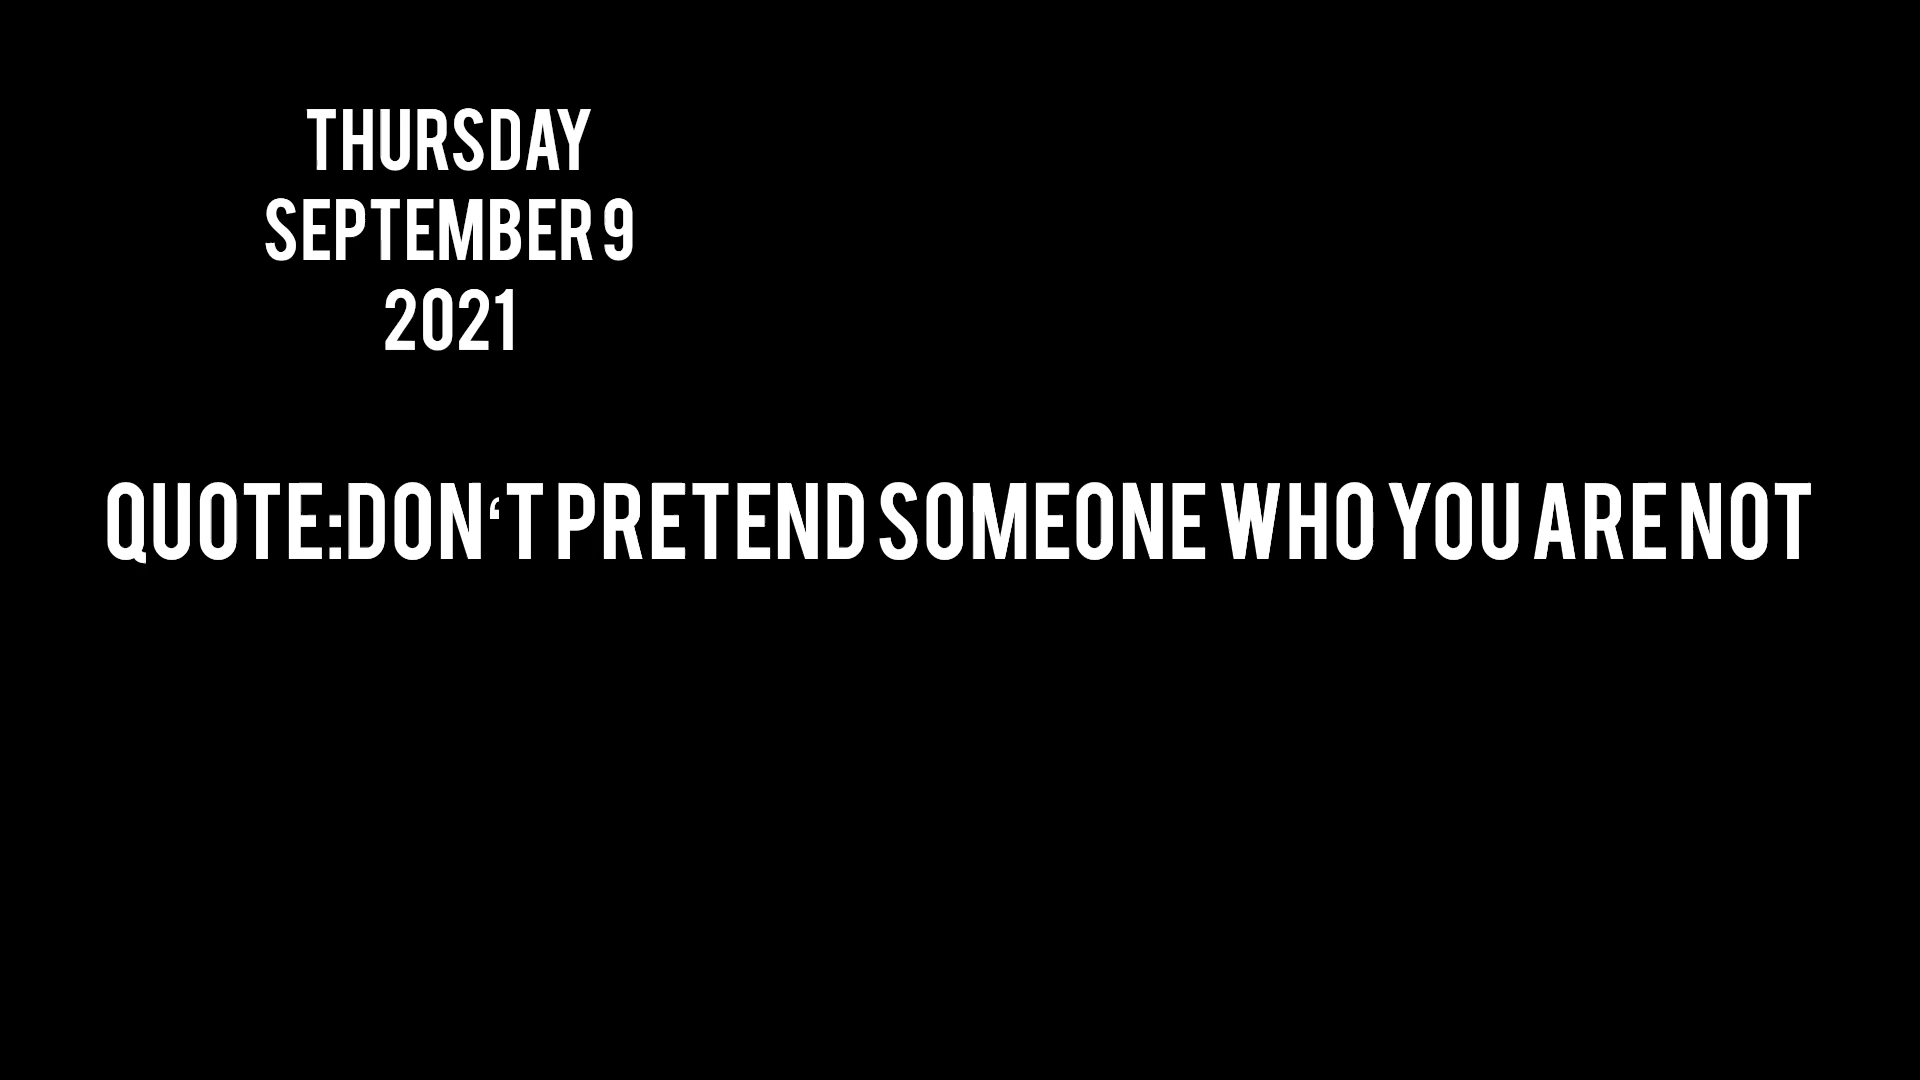 THURSDAY
SEPTEMBER 9
2021
QUOTE:DON‘T PRETEND SOMEONE WHO YOU ARE NOT